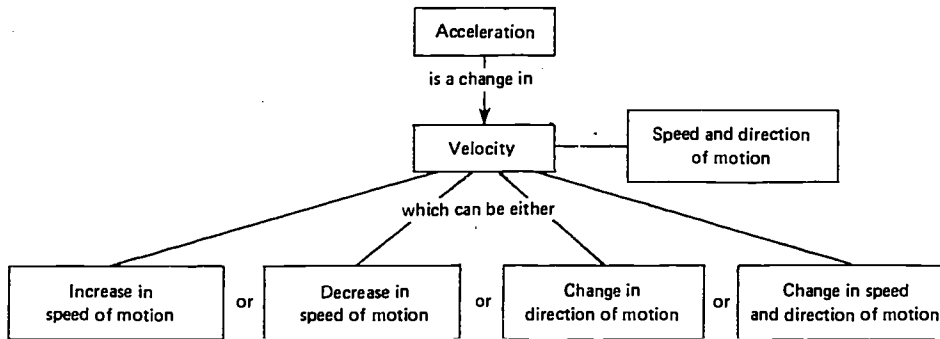 Acceleration
is a change in
Velocity
Speed and direction
of motion
which can be either
Increase in
speed of motion
or
Decrease in
speed of motion
or
Change in
direction of motion
or
Change in speed
and direction of motion